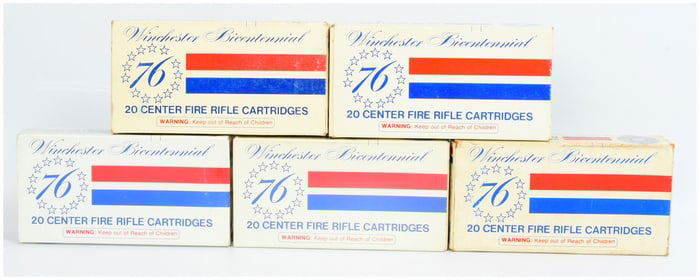 Winchester Bicentennial
76
20 CENTER FIRE RIFLE CARTRIDGES
WARNING: Keep out of Reach of Children
Winchester Bicentennial
76
20 CENTER FIRE RIFLE CARTRIDGES
WARNING: Keep out of Reach of Children
Winchester Bicentennial
76
20 CENTER FIRE RIFLE CARTRIDGES
WARNING: Keep out of Reach of Children
Winchester Bicentennial
76
20 CENTER FIRE RIFLE CARTRIDGES
WARNING: Keep out of Reach of Children
Winchester Bicentennial
76
20 CENTER FIRE RIFLE CARTRIDGES
WARNING: Keep out of Reach of Children